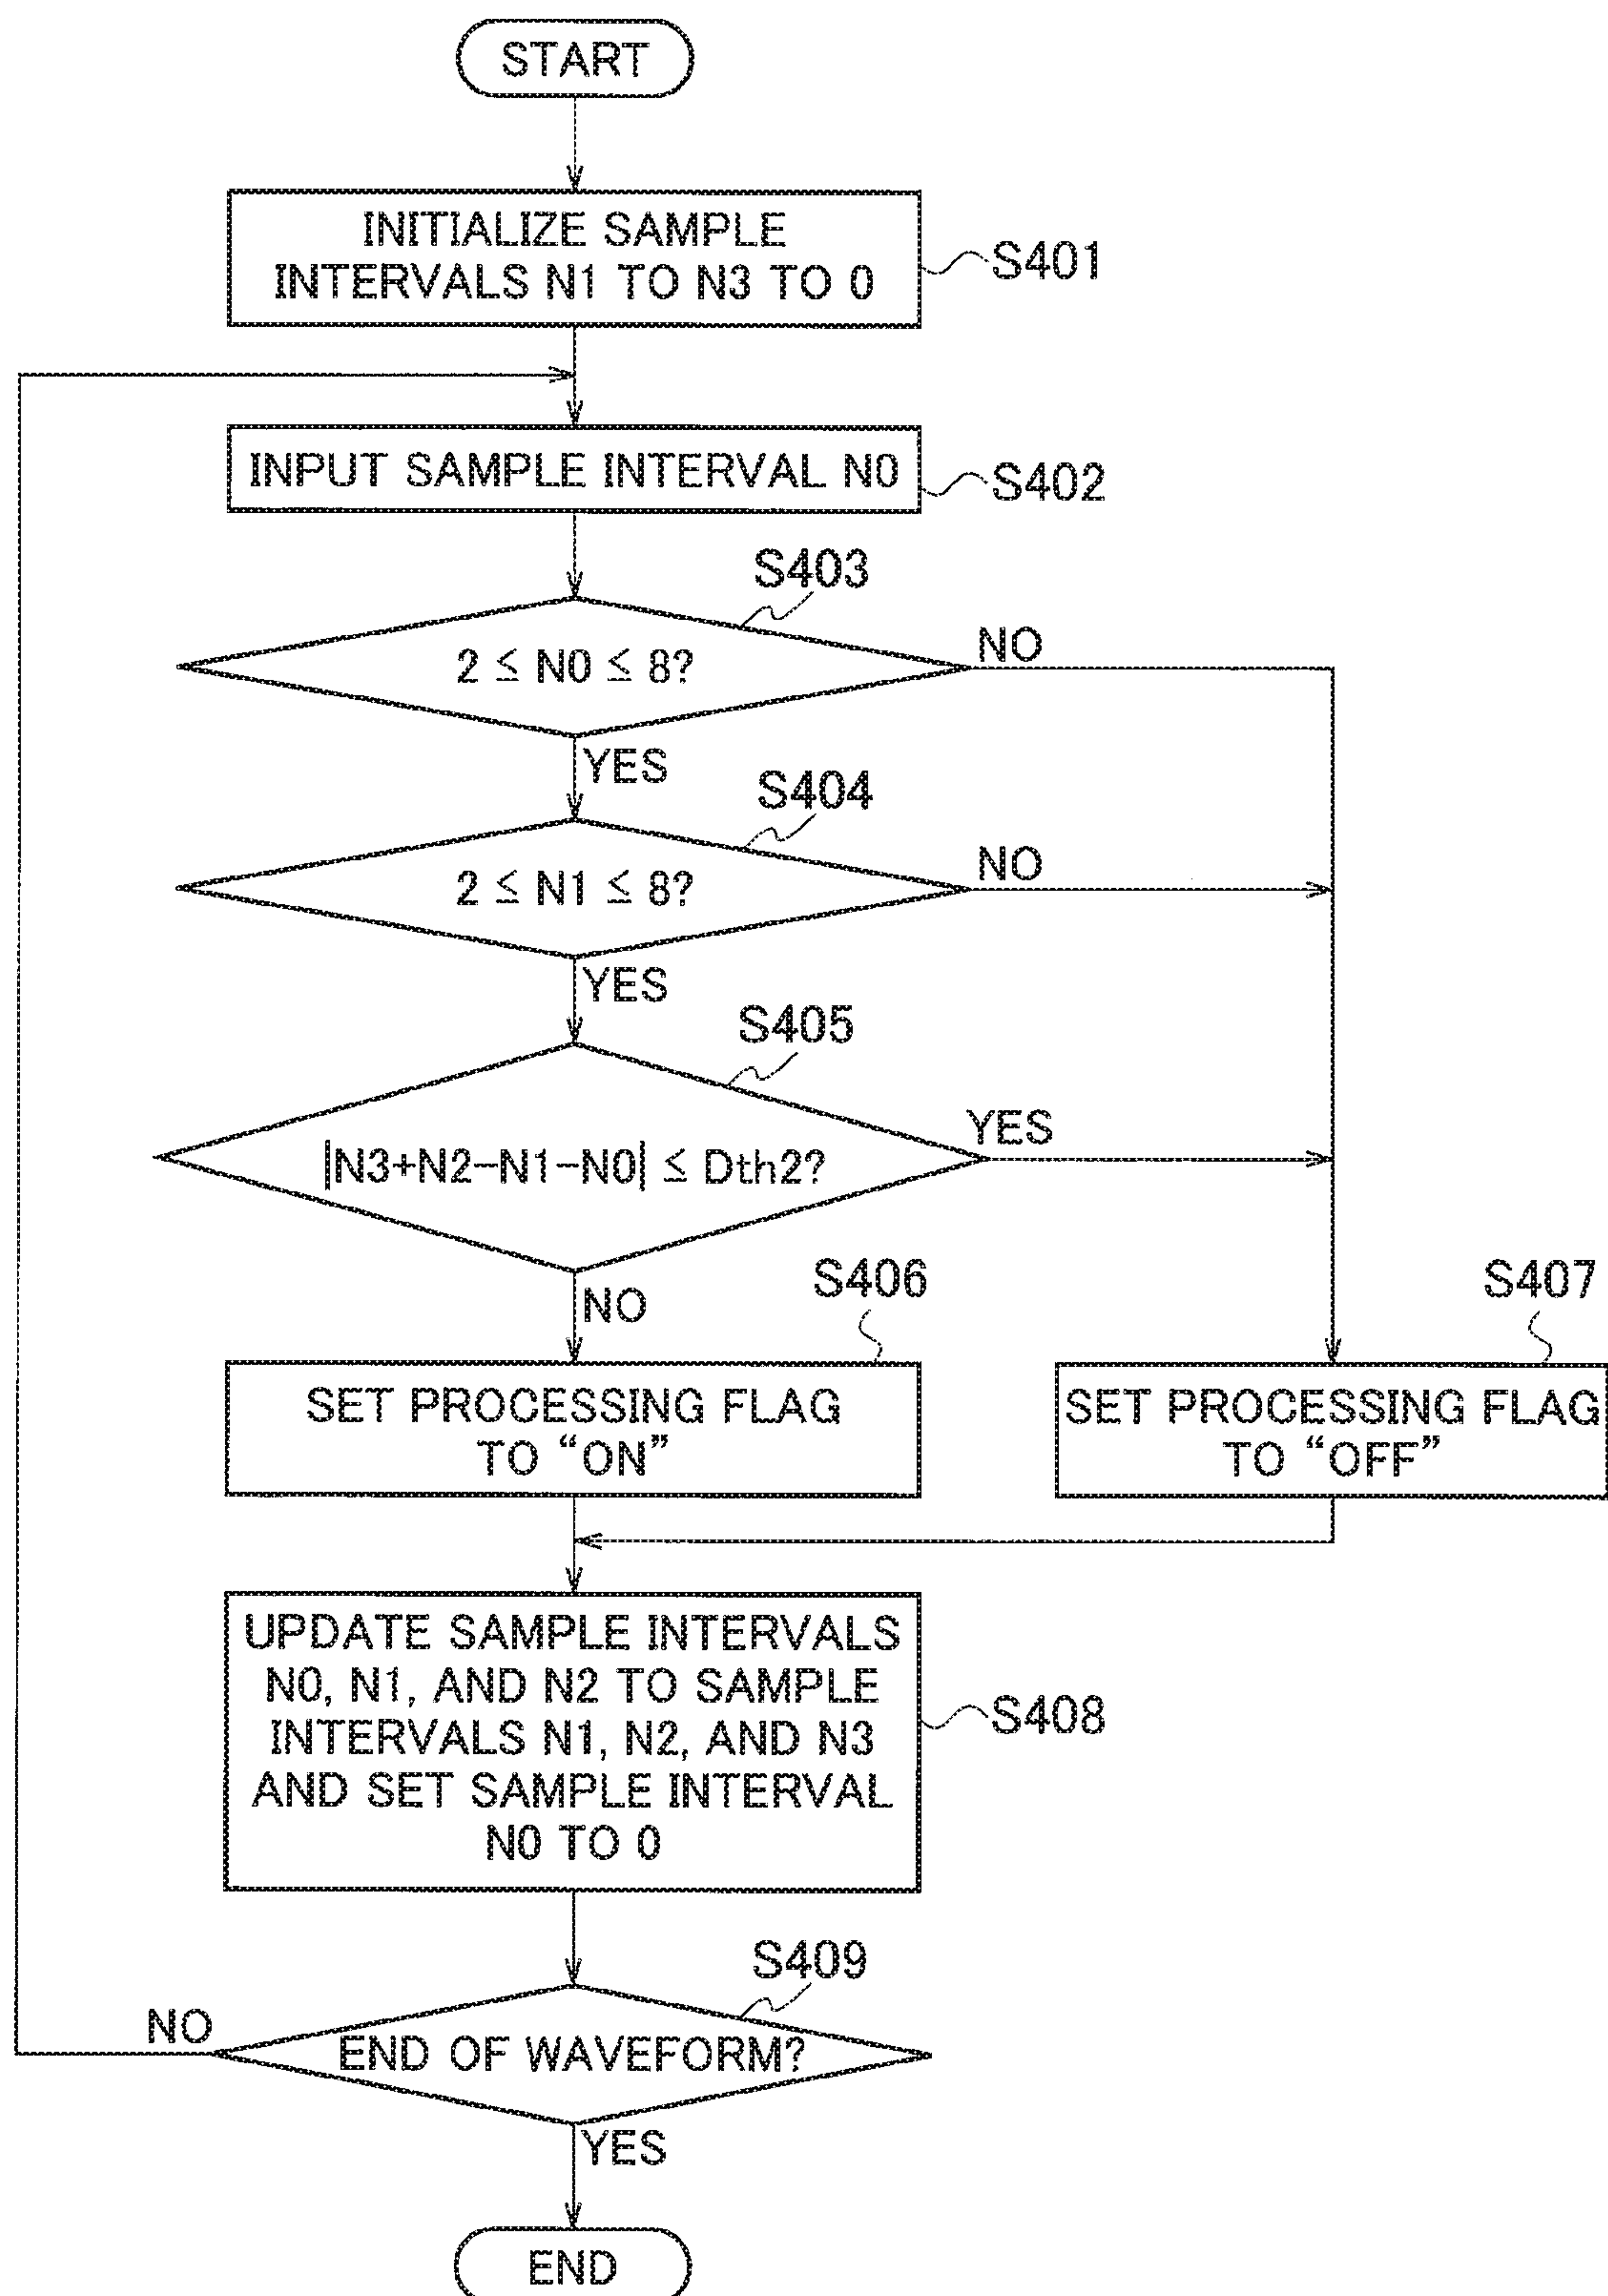 START
INITIALIZE SAMPLE
INTERVALS N1 TO N3 TO 0
S401
INPUT SAMPLE INTERVAL N0
S402
S403
2 ≤ N0 ≤ 8?
NO
YES
S404
2 ≤ N1 ≤ 8?
NO
YES
S405
|N3+N2-N1-N0| ≤ Dth2?
YES
NO
S406
SET PROCESSING FLAG
TO “ON”
S407
SET PROCESSING FLAG
TO “OFF”
UPDATE SAMPLE INTERVALS
N0, N1, AND N2 TO SAMPLE
INTERVALS N1, N2, AND N3
AND SET SAMPLE INTERVAL
N0 TO 0
S408
S409
END OF WAVEFORM?
NO
YES
END